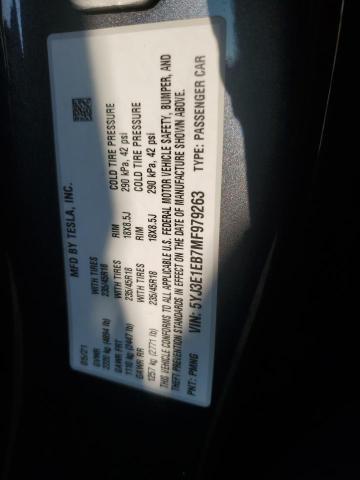 MFD BY TESLA, INC.
05/21
GVWR
2220 kg (4894 lb)
GAWR FRT WITH TIRES RIM COLD TIRE PRESSURE
1110 kg (2447 lb) 235/45R18 18X8.5J 290 kPa, 42 psi
GAWR RR WITH TIRES RIM COLD TIRE PRESSURE
1257 kg (2771 lb) 235/45R18 18X8.5J 290 kPa, 42 psi
THIS VEHICLE CONFORMS TO ALL APPLICABLE U.S. FEDERAL MOTOR VEHICLE SAFETY, BUMPER, AND
THEFT PREVENTION STANDARDS IN EFFECT ON THE DATE OF MANUFACTURE SHOWN ABOVE.
VIN: 5YJ3E1EB7MF979263 TYPE: PASSENGER CAR
PNT: PMNG